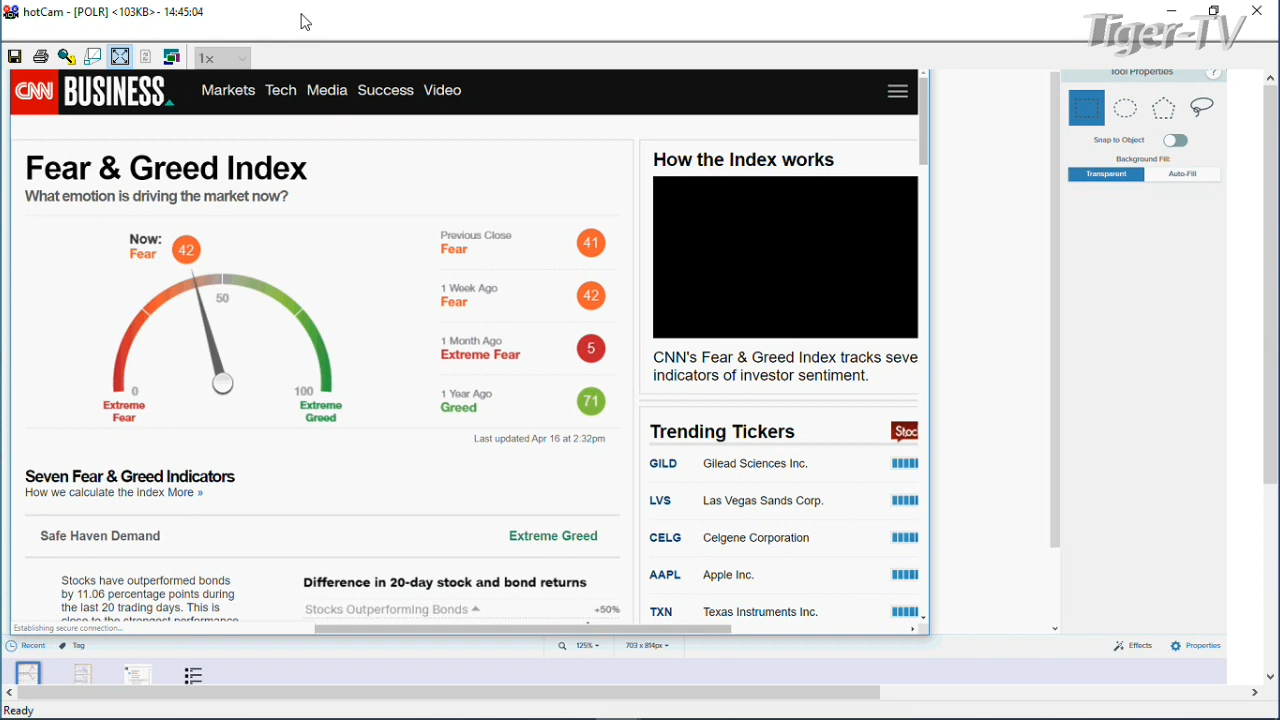 hotCam - [POLR] <103KB> - 14:45:04
Tiger-TV
1x
Tool Properties
?
CNN BUSINESS
Markets Tech Media Success Video
Snap to Object
Background Fill:
Transparent Auto-Fill
Fear & Greed Index
What emotion is driving the market now?
Now:
Fear
42
50
0
100
Extreme
Fear
Extreme
Greed
Previous Close
Fear
41
1 Week Ago
Fear
42
1 Month Ago
Extreme Fear
5
1 Year Ago
Greed
71
Last updated Apr 16 at 2:32pm
How the Index works
CNN's Fear & Greed Index tracks seve
indicators of investor sentiment.
Trending Tickers
Stoc
GILD Gilead Sciences Inc.
LVS Las Vegas Sands Corp.
CELG Celgene Corporation
AAPL Apple Inc.
TXN Texas Instruments Inc.
Seven Fear & Greed Indicators
How we calculate the index More »
Safe Haven Demand Extreme Greed
Stocks have outperformed bonds
by 11.06 percentage points during
the last 20 trading days. This is
close to the strongest performance
Difference in 20-day stock and bond returns
Stocks Outperforming Bonds +50%
Establishing secure connection...
Recent Tag 125% 703 x 814px Effects Properties
Ready